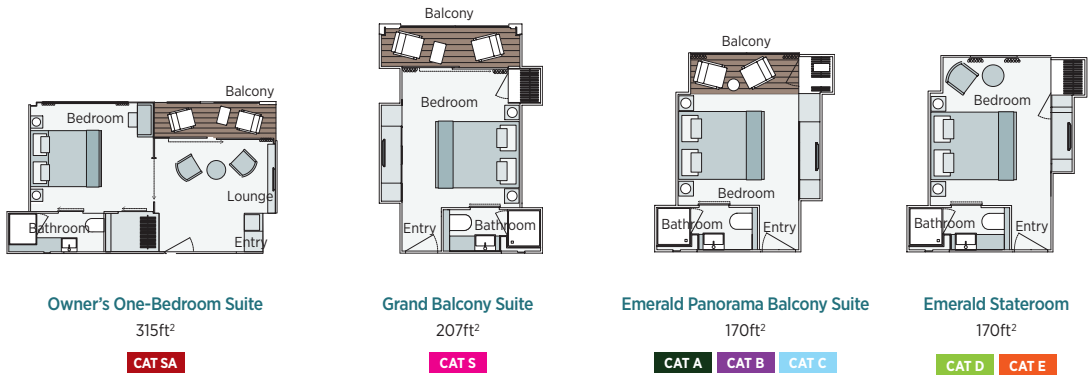 Balcony
Bedroom
Lounge
Bathroom
Entry
Owner's One-Bedroom Suite
315ft²
CAT SA
Balcony
Bedroom
Entry
Bathroom
Grand Balcony Suite
207ft²
CAT S
Balcony
Bedroom
Bathroom
Entry
Emerald Panorama Balcony Suite
170ft²
CAT A CAT B CAT C
Bedroom
Bathroom
Entry
Emerald Stateroom
170ft²
CAT D CAT E